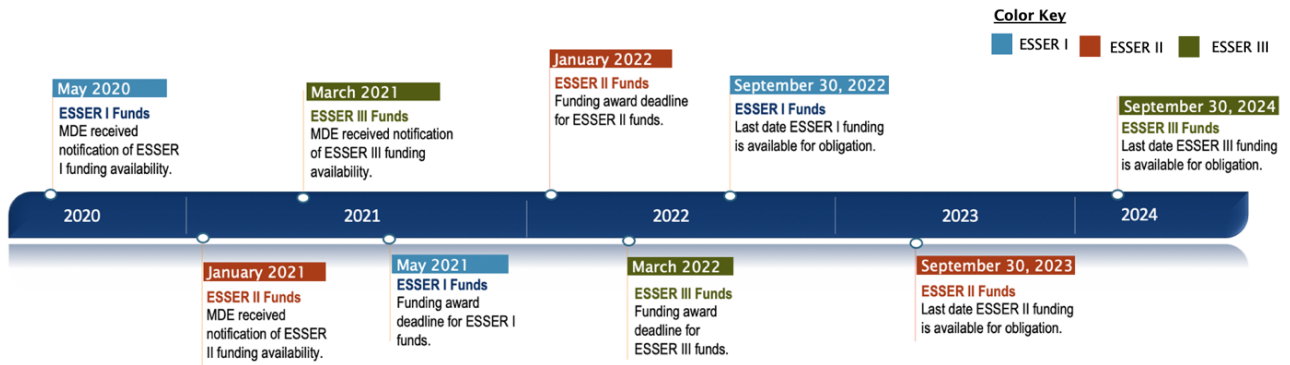 Color Key
ESSER I
ESSER II
ESSER III
May 2020
ESSER I Funds
MDE received
notification of ESSER
I funding availability.
March 2021
ESSER III Funds
MDE received notification
of ESSER III funding
availability.
January 2022
ESSER II Funds
Funding award deadline
for ESSER II funds.
September 30, 2022
ESSER I Funds
Last date ESSER I funding
is available for obligation.
September 30, 2024
ESSER III Funds
Last date ESSER III funding
is available for obligation.
2020
2021
2022
2023
2024
January 2021
ESSER II Funds
MDE received
notification of ESSER
II funding availability.
May 2021
ESSER I Funds
Funding award
deadline for ESSER I
funds.
March 2022
ESSER III Funds
Funding award
deadline for
ESSER III funds.
September 30, 2023
ESSER II Funds
Last date ESSER II funding
is available for obligation.